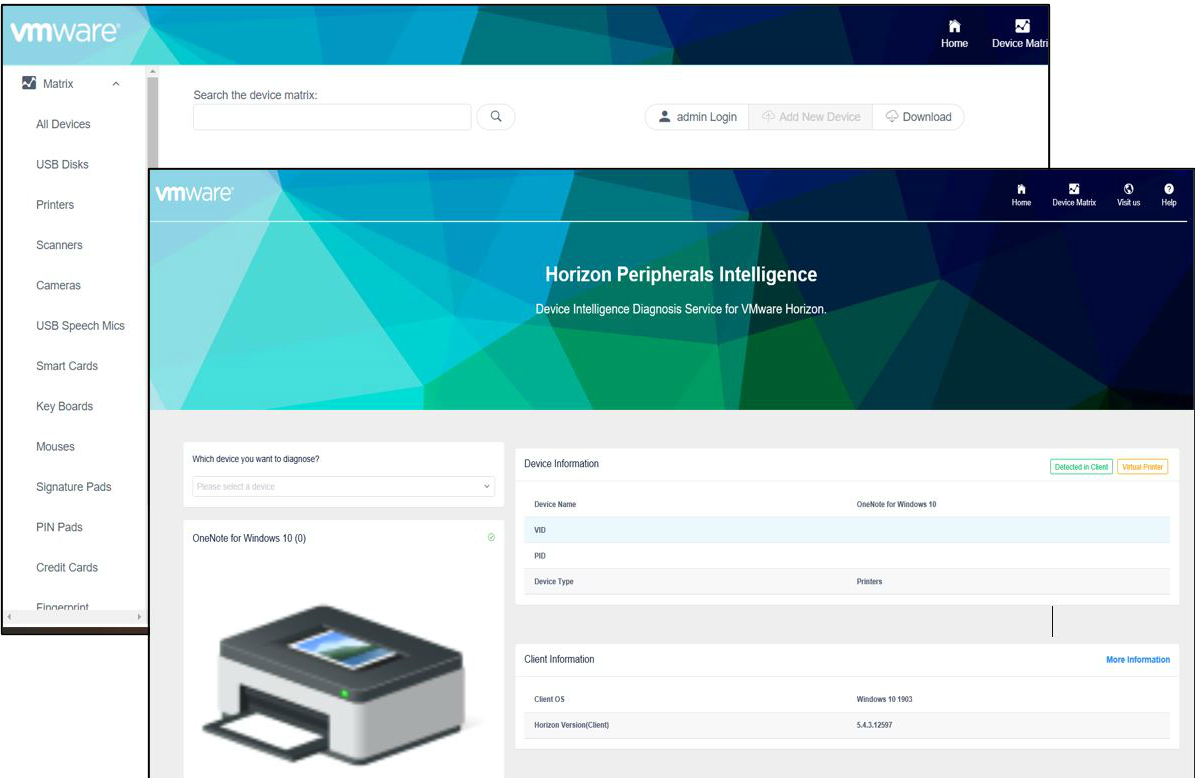 vmware®
Home
Device Matri
Matrix
All Devices
USB Disks
Printers
Scanners
Cameras
USB Speech Mics
Smart Cards
Key Boards
Mouses
Signature Pads
PIN Pads
Credit Cards
Fingerprint
Search the device matrix:
admin Login
Add New Device
Download
vmware®
Home
Device Matrix
Visit us
Help
Horizon Peripherals Intelligence
Device Intelligence Diagnosis Service for VMware Horizon.
Which device you want to diagnose?
Please select a device
OneNote for Windows 10 (0)
Device Information
Detected in Client
Virtual Printer
Device Name OneNote for Windows 10
VID
PID
Device Type Printers
Client Information
More Information
Client OS Windows 10 1903
Horizon Version(Client) 5.4.3.12597